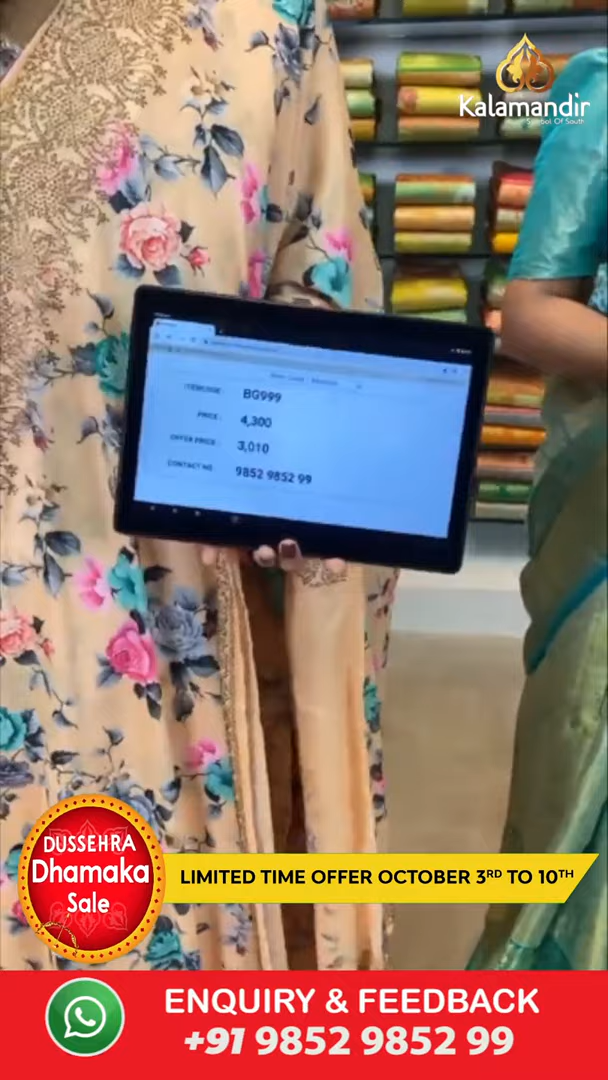 Kalamandir
Symbol Of South
ITEMCODE :
BG999
PRICE :
4,300
OFFER PRICE :
3,010
CONTACT NO :
9852 9852 99
DUSSEHRA
Dhamaka
Sale
LIMITED TIME OFFER OCTOBER 3RD TO 10TH
ENQUIRY & FEEDBACK
+91 9852 9852 99